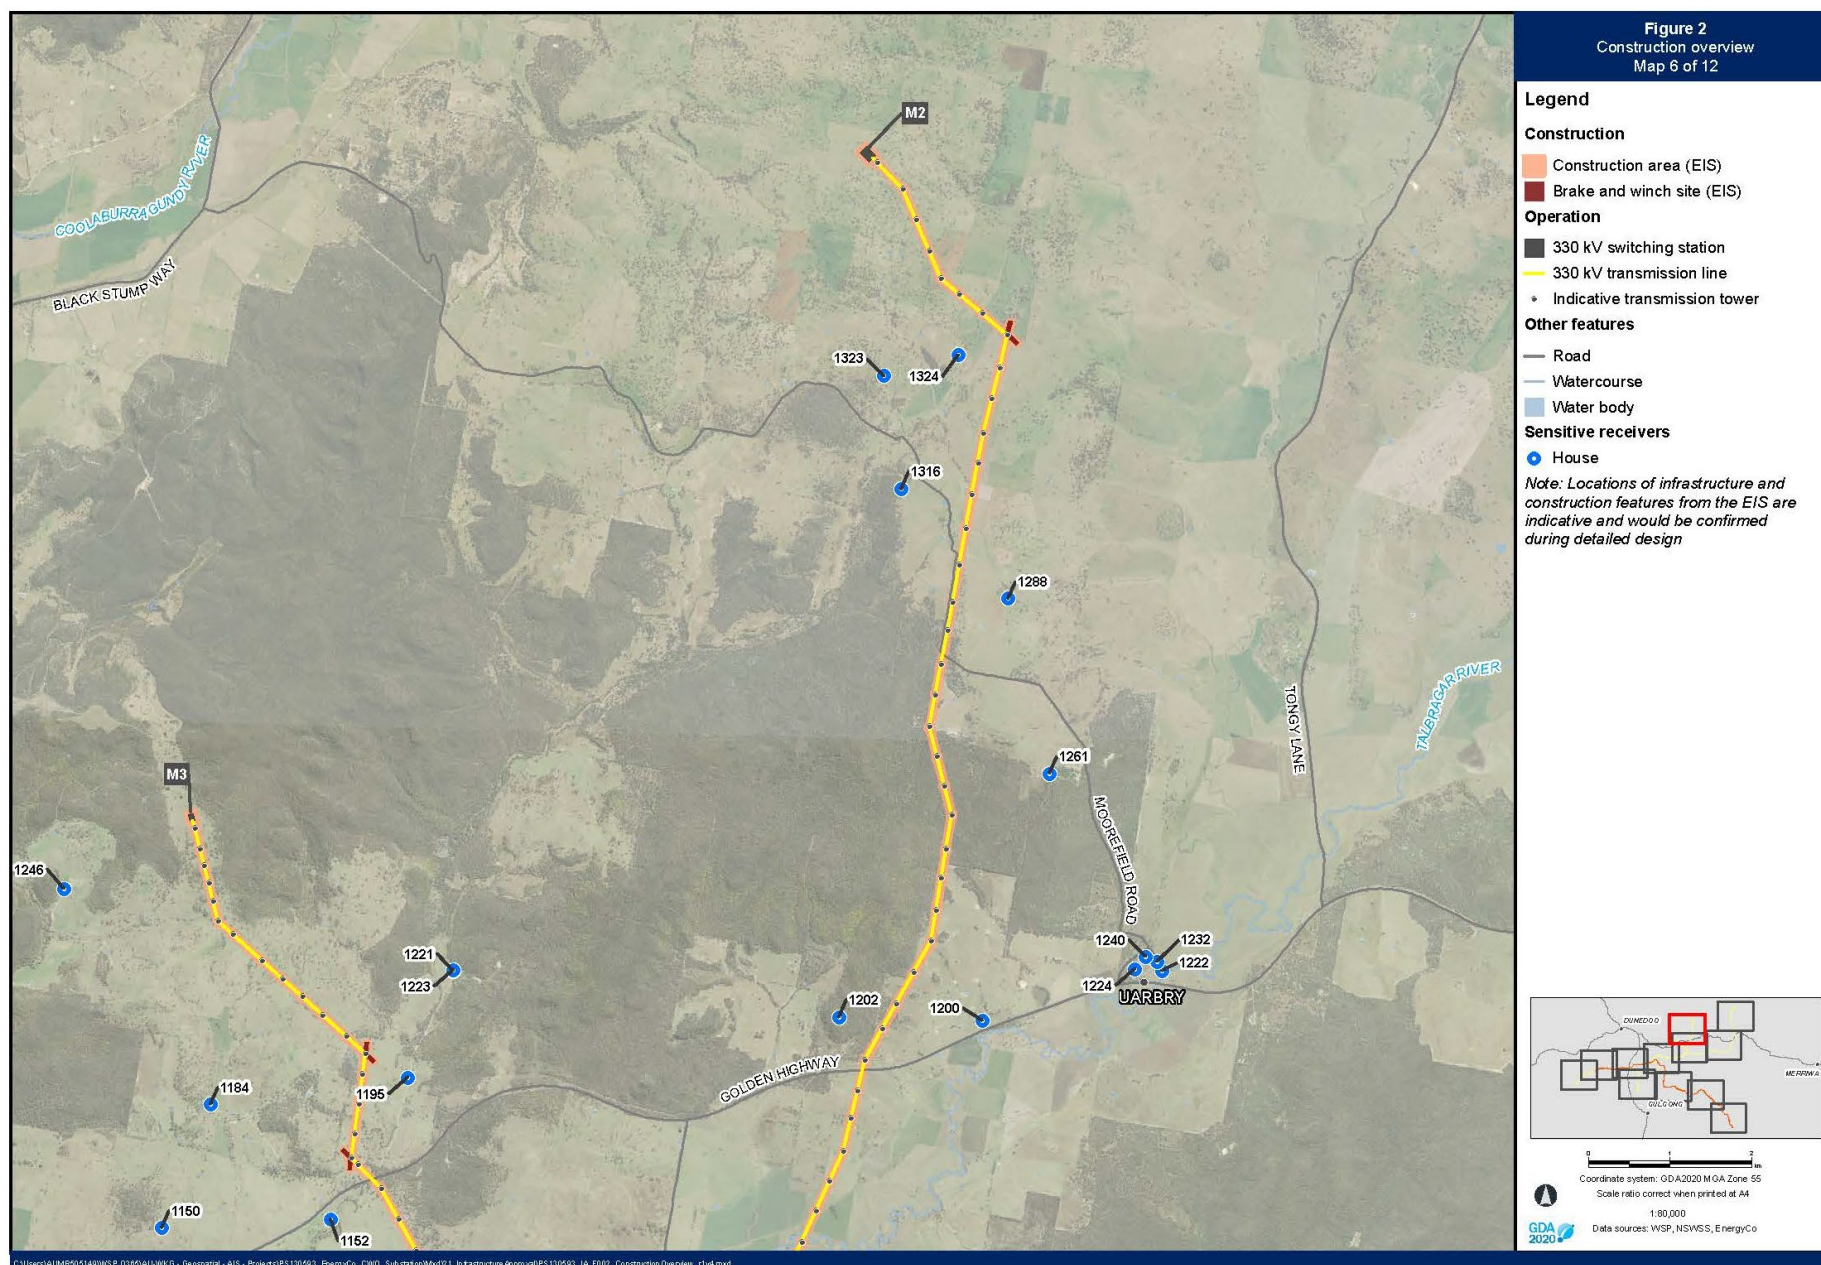 Figure 2
Construction overview
Map 6 of 12
Legend
Construction
Construction area (EIS)
Brake and winch site (EIS)
Operation
330 kV switching station
330 kV transmission line
Indicative transmission tower
Other features
Road
Watercourse
Water body
Sensitive receivers
House
Note: Locations of infrastructure and
construction features from the EIS are
indicative and would be confirmed
during detailed design
M2
COOLABURRAGUNDY RIVER
BLACK STUMP WAY
1323
1324
1316
1288
TALBRAGAR RIVER
TONGY LANE
1261
M3
MOOREFIELD ROAD
1246
1221
1223
1240
1232
1222
1224
UARBRY
1202
1200
GOLDEN HIGHWAY
1184
1195
1150
1152
DUNEDOO
MERRIWA
GULGONG
0 1 2
km
Coordinate system: GDA2020 MGA Zone 55
Scale ratio correct when printed at A4
1:80,000
GDA
2020
Data sources: WSP, NSWSS, EnergyCo